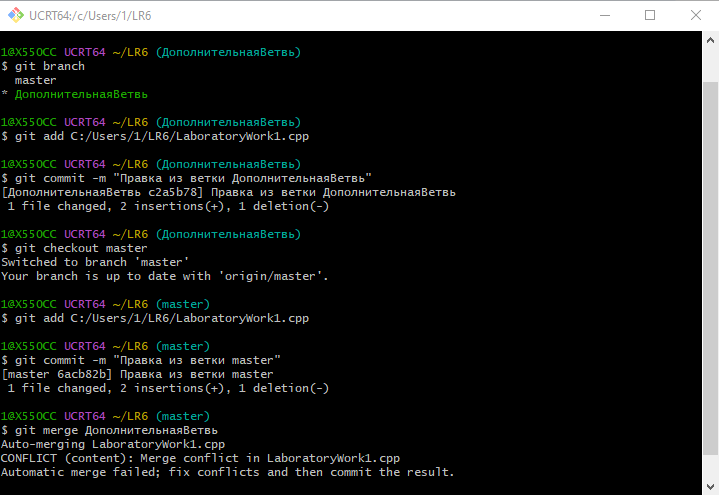 UCRT64:/c/Users/1/LR6
1@X550CC UCRT64 ~/LR6 (ДополнительнаяВетвь)
$ git branch
  master
* ДополнительнаяВетвь
1@X550CC UCRT64 ~/LR6 (ДополнительнаяВетвь)
$ git add C:/Users/1/LR6/LaboratoryWork1.cpp
1@X550CC UCRT64 ~/LR6 (ДополнительнаяВетвь)
$ git commit -m "Правка из ветки ДополнительнаяВетвь"
[ДополнительнаяВетвь c2a5b78] Правка из ветки ДополнительнаяВетвь
 1 file changed, 2 insertions(+), 1 deletion(-)
1@X550CC UCRT64 ~/LR6 (ДополнительнаяВетвь)
$ git checkout master
Switched to branch 'master'
Your branch is up to date with 'origin/master'.
1@X550CC UCRT64 ~/LR6 (master)
$ git add C:/Users/1/LR6/LaboratoryWork1.cpp
1@X550CC UCRT64 ~/LR6 (master)
$ git commit -m "Правка из ветки master"
[master 6acb82b] Правка из ветки master
 1 file changed, 2 insertions(+), 1 deletion(-)
1@X550CC UCRT64 ~/LR6 (master)
$ git merge ДополнительнаяВетвь
Auto-merging LaboratoryWork1.cpp
CONFLICT (content): Merge conflict in LaboratoryWork1.cpp
Automatic merge failed; fix conflicts and then commit the result.